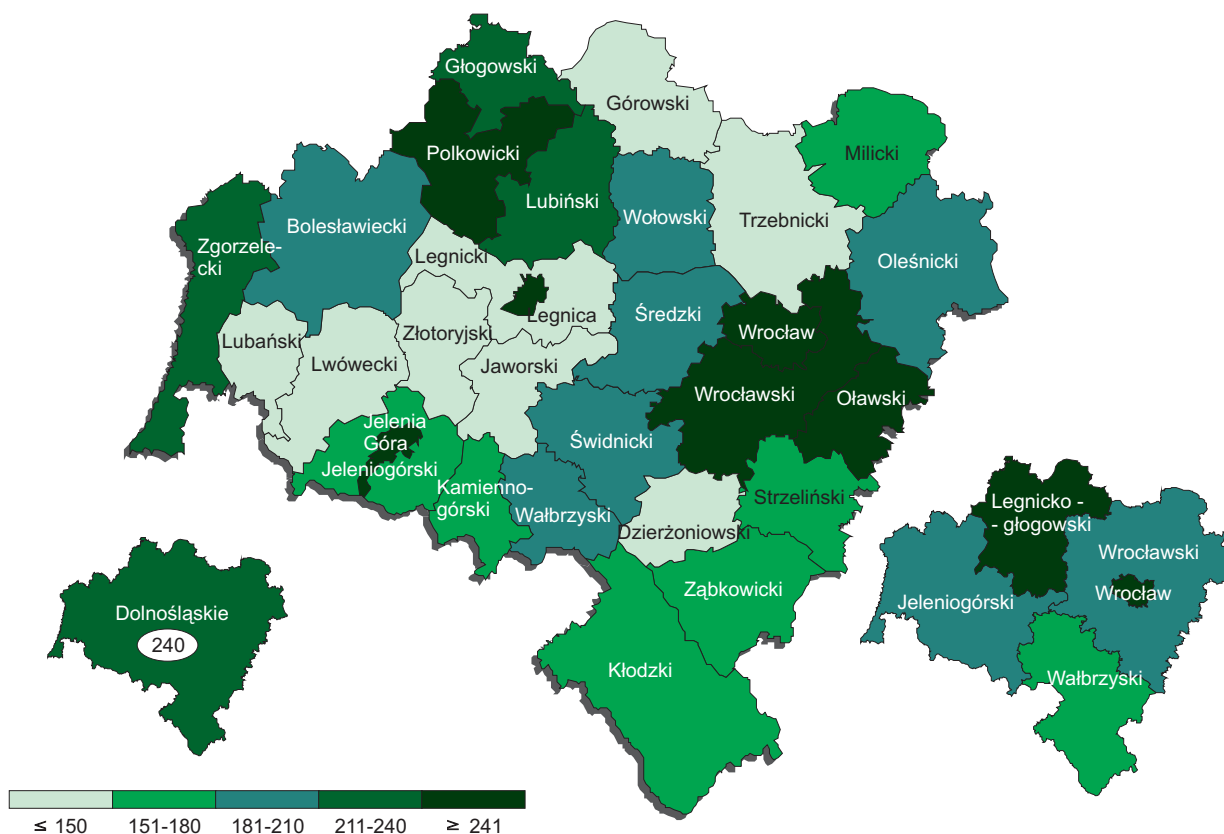 Głogowski
Górowski
Polkowicki
Milicki
Lubiński
Wołowski
Trzebnicki
Bolesławiecki
Zgorzele-
cki
Legnicki
Oleśnicki
Legnica
Średzki
Lubański
Złotoryjski
Wrocław
Lwówecki
Jaworski
Wrocławski
Oławski
Jelenia
Góra
Jeleniogórski
Świdnicki
Kamienno-
górski
Wałbrzyski
Strzeliński
Dzierżoniowski
Ząbkowicki
Kłodzki
Legnicko -
- głogowski
Wrocławski
Wrocław
Jeleniogórski
Wałbrzyski
Dolnośląskie
240
≤ 150
151-180
181-210
211-240
≥ 241